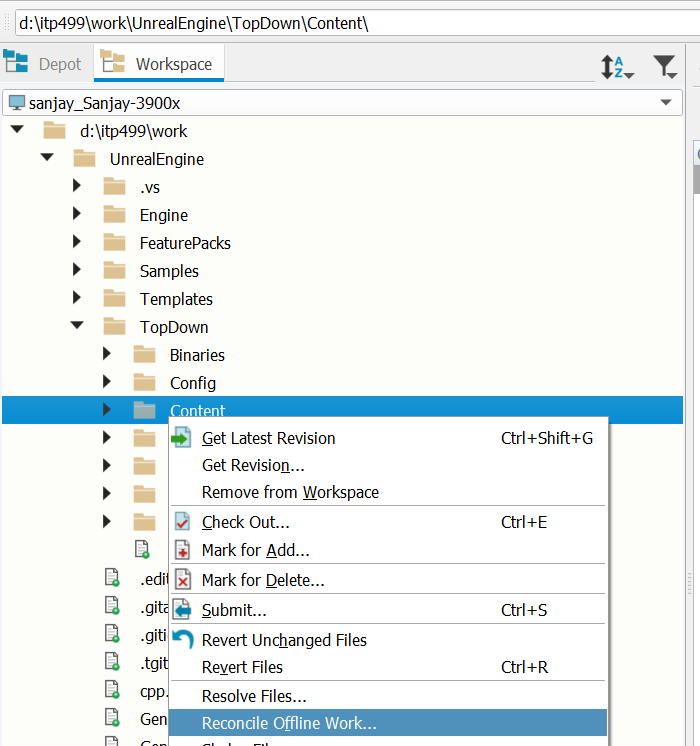 d:\itp499\work\UnrealEngine\TopDown\Content\
Depot
Workspace
sanjay_Sanjay-3900x
d:\itp499\work
UnrealEngine
.vs
Engine
FeaturePacks
Samples
Templates
TopDown
Binaries
Config
Content
Get Latest Revision Ctrl+Shift+G
Get Revision...
Remove from Workspace
Check Out... Ctrl+E
Mark for Add...
Mark for Delete...
.edit
Submit... Ctrl+S
.gita
Revert Unchanged Files
.giti
Revert Files Ctrl+R
.tgit
Resolve Files...
cpp.
Reconcile Offline Work...
Gen